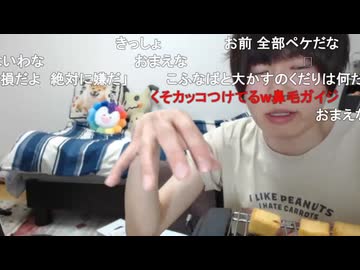 きっしょ
お前 全部ペケだな
ないわな
おまえな
損だよ 絶対に嫌だ」
こふなぱと大かすのくだりは何だ
くそカッコつけてるw鼻毛ガイジ
おまえな
I LIKE PEANUTS
I HATE CARROTS